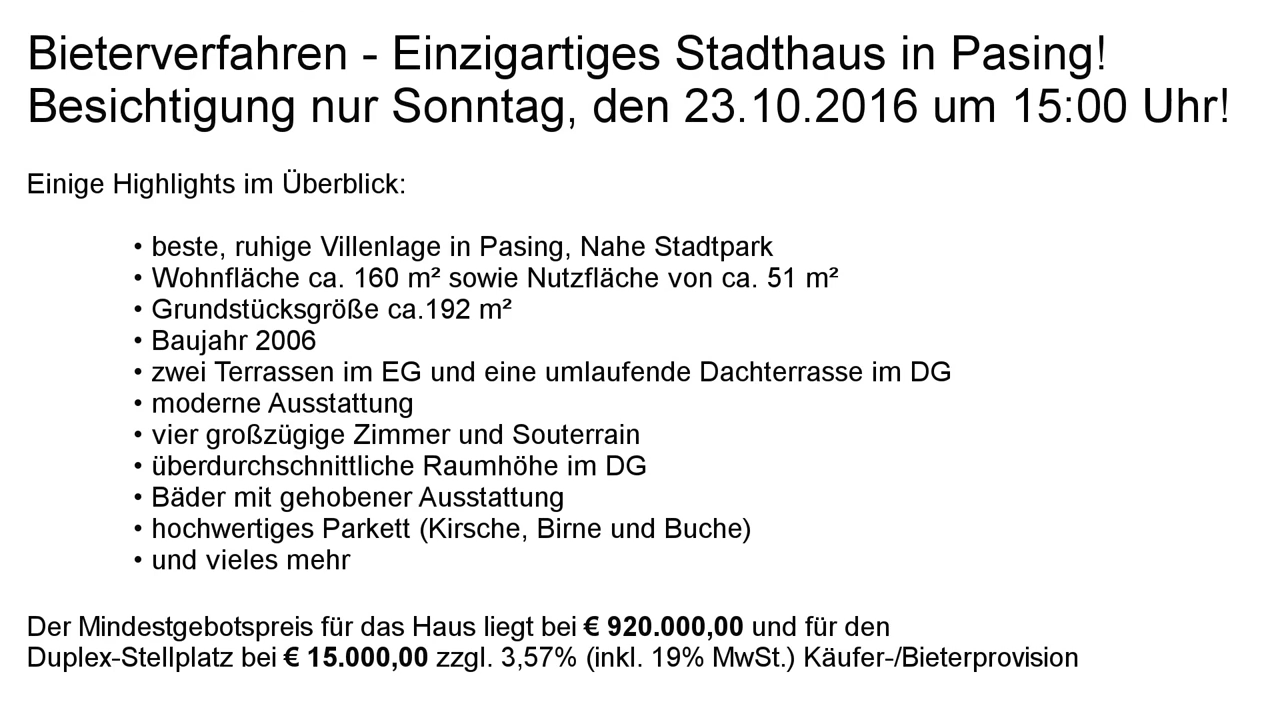 Bieterverfahren - Einzigartiges Stadthaus in Pasing!
Besichtigung nur Sonntag, den 23.10.2016 um 15:00 Uhr!
Einige Highlights im Überblick:
• beste, ruhige Villenlage in Pasing, Nahe Stadtpark
• Wohnfläche ca. 160 m² sowie Nutzfläche von ca. 51 m²
• Grundstücksgröße ca.192 m²
• Baujahr 2006
• zwei Terrassen im EG und eine umlaufende Dachterrasse im DG
• moderne Ausstattung
• vier großzügige Zimmer und Souterrain
• überdurchschnittliche Raumhöhe im DG
• Bäder mit gehobener Ausstattung
• hochwertiges Parkett (Kirsche, Birne und Buche)
• und vieles mehr
Der Mindestgebotspreis für das Haus liegt bei € 920.000,00 und für den
Duplex-Stellplatz bei € 15.000,00 zzgl. 3,57% (inkl. 19% MwSt.) Käufer-/Bieterprovision